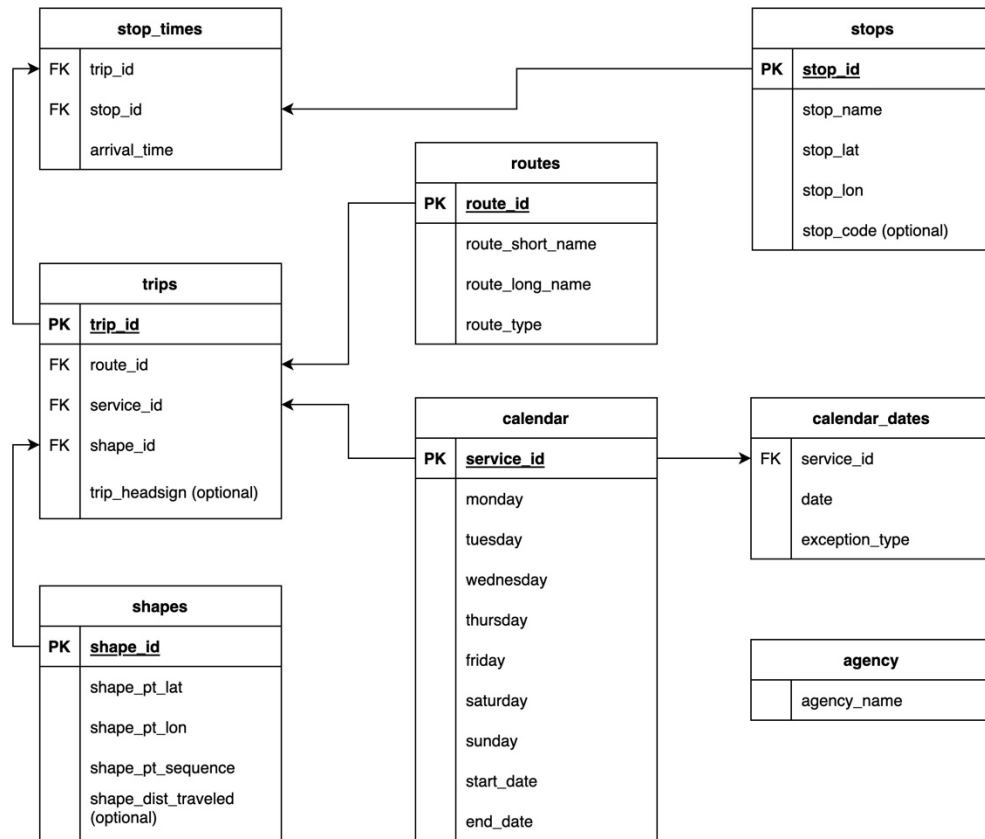 stop_times
FK trip_id
FK stop_id
arrival_time
stops
PK stop_id
stop_name
stop_lat
stop_lon
stop_code (optional)
routes
PK route_id
route_short_name
route_long_name
route_type
trips
PK trip_id
FK route_id
FK service_id
FK shape_id
trip_headsign (optional)
calendar
PK service_id
monday
tuesday
wednesday
thursday
friday
saturday
sunday
start_date
end_date
calendar_dates
FK service_id
date
exception_type
shapes
PK shape_id
shape_pt_lat
shape_pt_lon
shape_pt_sequence
shape_dist_traveled
(optional)
agency
agency_name